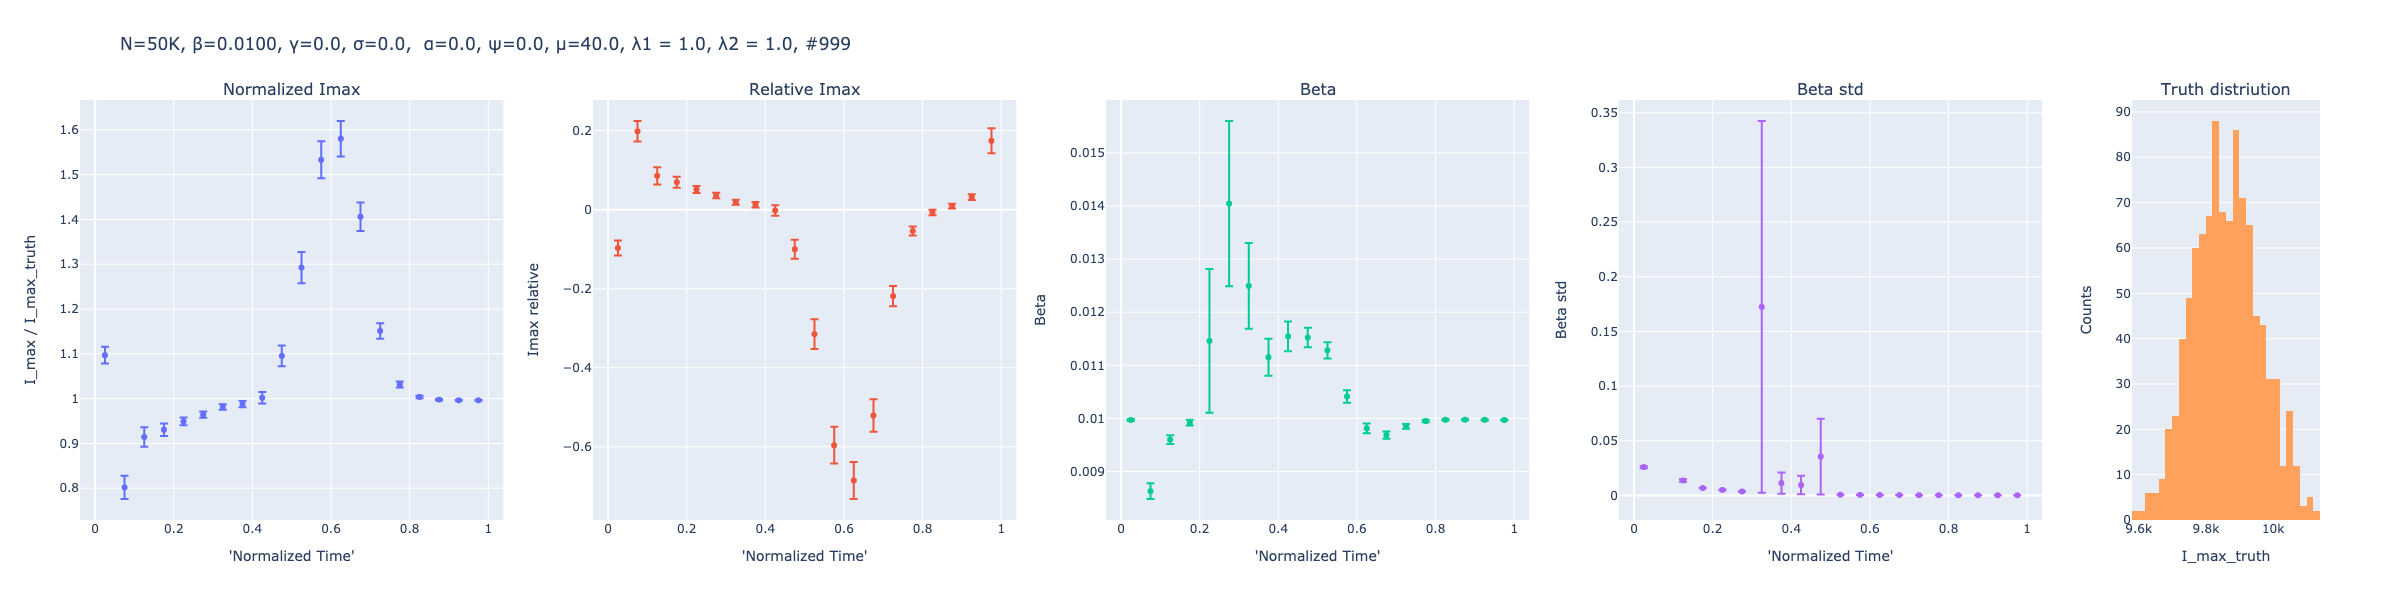 N=50K, β=0.0100, γ=0.0, σ=0.0,  α=0.0, ψ=0.0, μ=40.0, λ1 = 1.0, λ2 = 1.0, #999
Normalized Imax
I_max / I_max_truth
1.6
1.5
1.4
1.3
1.2
1.1
1
0.9
0.8
0 0.2 0.4 0.6 0.8 1
'Normalized Time'
Relative Imax
Imax relative
0.2
0
−0.2
−0.4
−0.6
0 0.2 0.4 0.6 0.8 1
'Normalized Time'
Beta
Beta
0.015
0.014
0.013
0.012
0.011
0.01
0.009
0 0.2 0.4 0.6 0.8 1
'Normalized Time'
Beta std
Beta std
0.35
0.3
0.25
0.2
0.15
0.1
0.05
0
0 0.2 0.4 0.6 0.8 1
'Normalized Time'
Truth distriution
Counts
90
80
70
60
50
40
30
20
10
0
9.6k 9.8k 10k
I_max_truth